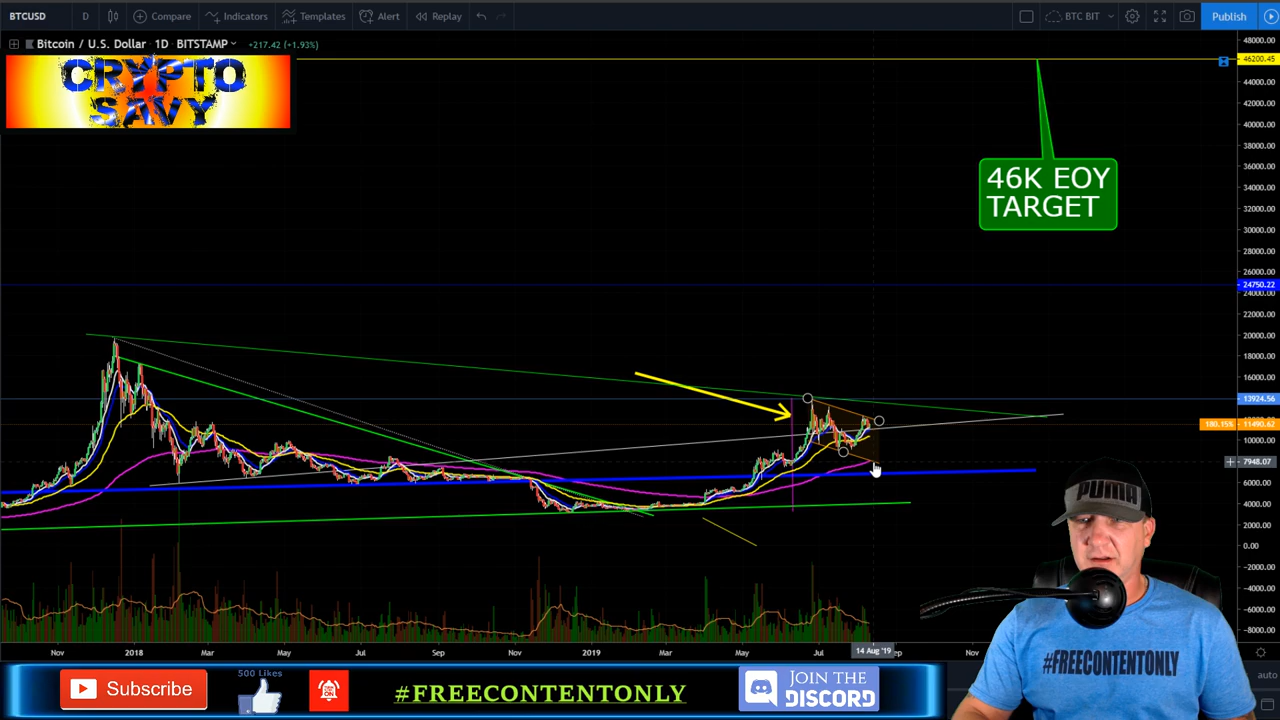 BTCUSD D Compare Indicators Templates Alert Replay BTC BIT Publish
Bitcoin / U.S. Dollar 1D BITSTAMP +217.42 (+1.93%)
CRYPTO
SAVY
46K EOY
TARGET
48000.00
46200.45
44000.00
42000.00
40000.00
38000.00
36000.00
34000.00
32000.00
30000.00
28000.00
26000.00
24750.22
24000.00
22000.00
20000.00
18000.00
16000.00
13924.56
180.15% 11490.62
10000.00
7948.07
6000.00
4000.00
2000.00
0.00
-2000.00
-4000.00
-6000.00
-8000.00
Nov 2018 Mar May Jul Sep Nov 2019 Mar May Jul 14 Aug '19 Nov
auto
PUMA
#FREECONTENTONLY
Subscribe
500 Likes
#FREECONTENTONLY
JOIN THE
DISCORD